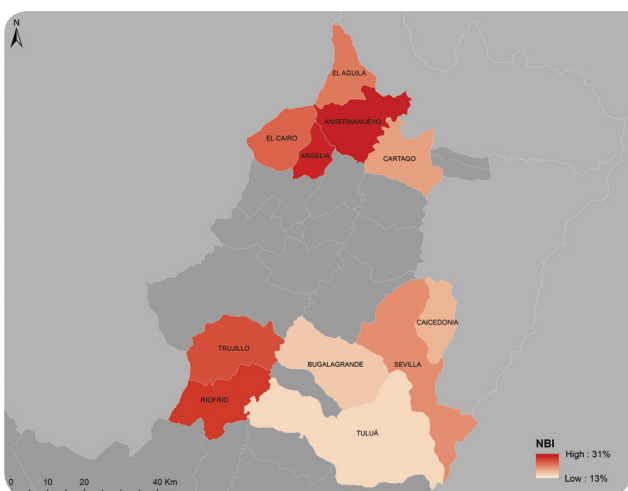 N
EL AGUILA
ANSERMANUEVO
EL CAIRO
ARGELIA
CARTAGO
CAICEDONIA
TRUJILLO
BUGALAGRANDE
SEVILLA
RIOFRÍO
TULUÁ
NBI
High : 31%
Low : 13%
0 10 20 40 Km